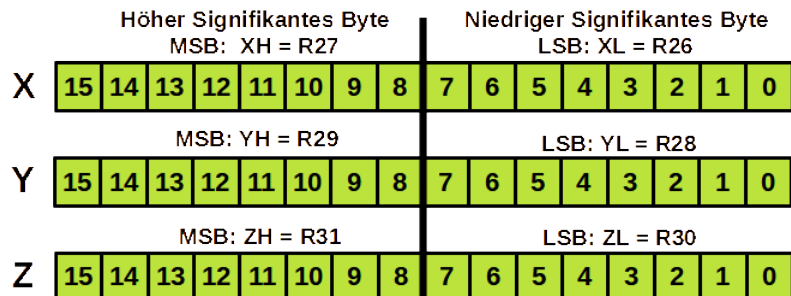 Höher Signifikantes Byte Niedriger Signifikantes Byte
MSB: XH = R27 LSB: XL = R26
X 15 14 13 12 11 10 9 8 7 6 5 4 3 2 1 0
MSB: YH = R29 LSB: YL = R28
Y 15 14 13 12 11 10 9 8 7 6 5 4 3 2 1 0
MSB: ZH = R31 LSB: ZL = R30
Z 15 14 13 12 11 10 9 8 7 6 5 4 3 2 1 0